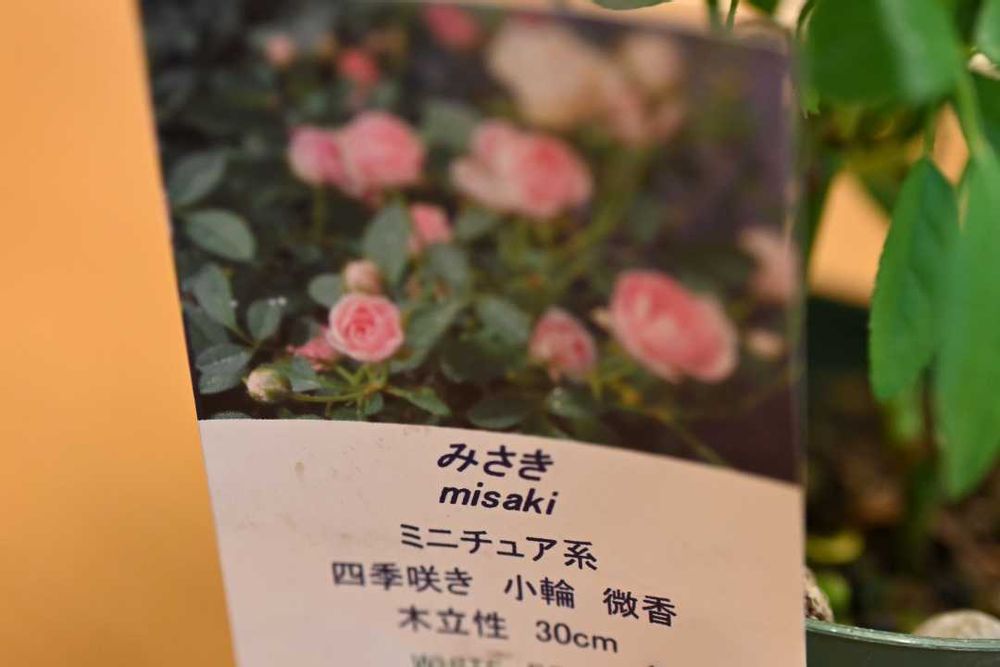 みさき
misaki
ミニチュア系
四季咲き 小輪 微香
木立性 30cm
WHITE